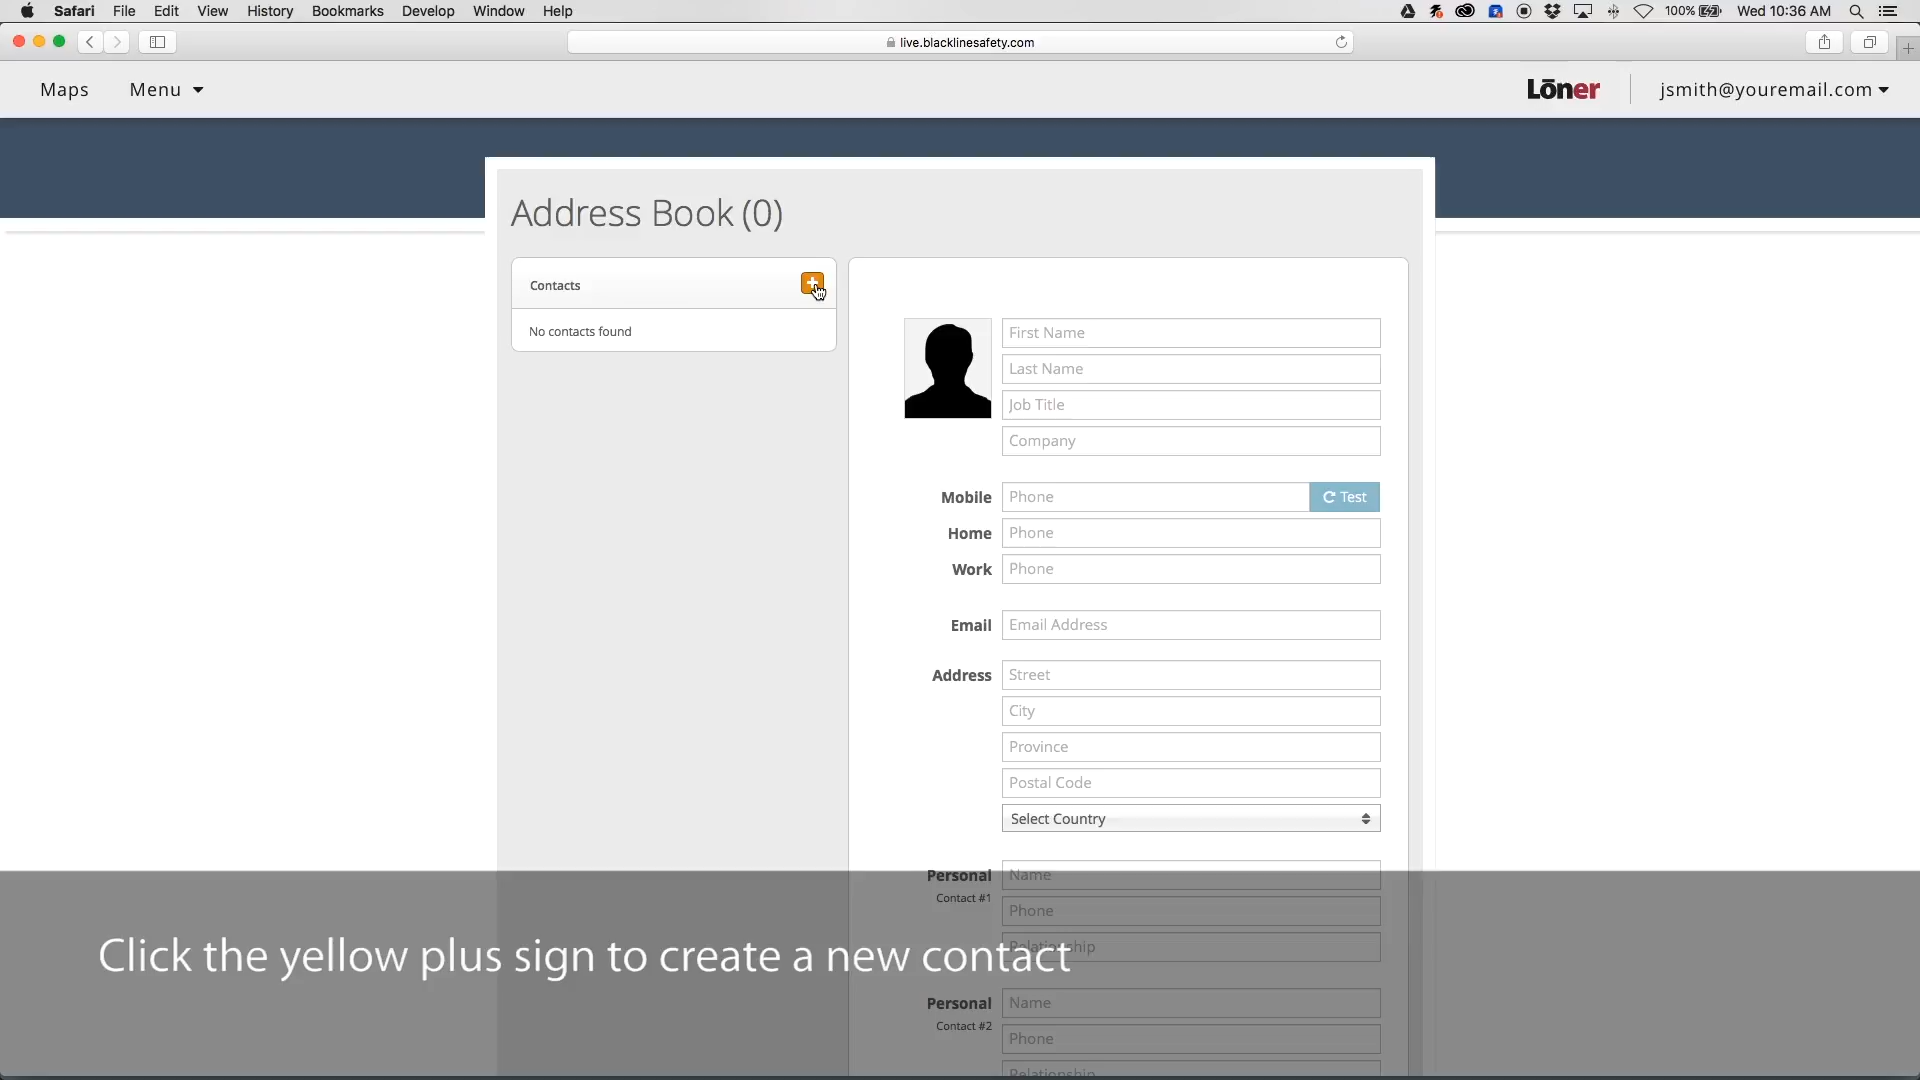 Safari File Edit View History Bookmarks Develop Window Help 100% Wed 10:36 AM
live.blacklinesafety.com
Maps Menu Lōner jsmith@youremail.com
Address Book (0)
Contacts
No contacts found
First Name
Last Name
Job Title
Company
Mobile Phone Test
Home Phone
Work Phone
Email Email Address
Address Street
City
Province
Postal Code
Select Country
Personal Name
Contact #1
Phone
Relationship
Click the yellow plus sign to create a new contact
Personal Name
Contact #2
Phone
Relationship